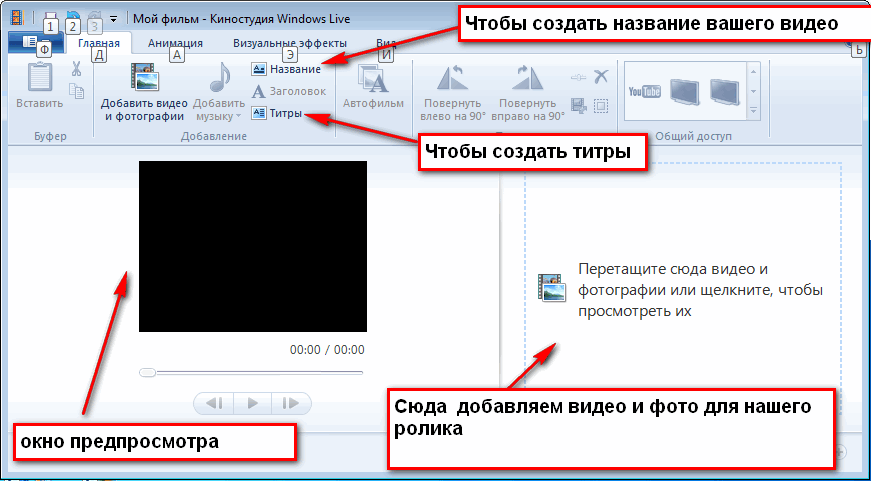 1 2 3 Мой фильм - Киностудия Windows Live
Чтобы создать название вашего видео
Ф Главная Анимация Визуальные эффекты Вид
Д А Э И Ь
Вставить
Буфер
Добавить видео
и фотографии
Добавить
музыку
Название
Заголовок
Титры
Добавление
Автофильм
Повернуть
влево на 90°
Повернуть
вправо на 90°
YouTube
Общий доступ
Чтобы создать титры
Перетащите сюда видео и
фотографии или щелкните, чтобы
просмотреть их
00:00 / 00:00
Сюда добавляем видео и фото для нашего
ролика
окно предпросмотра